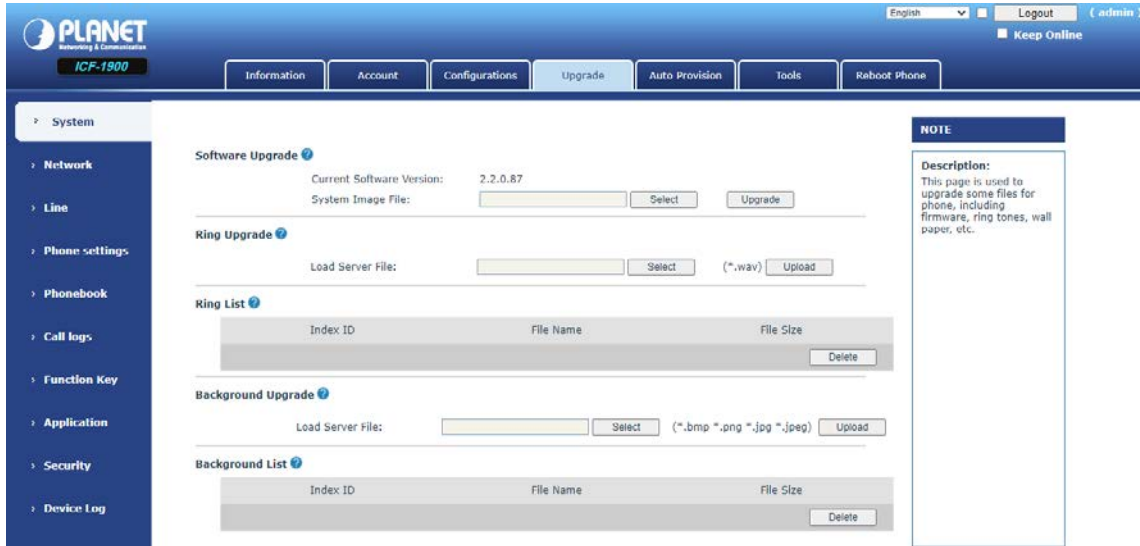 English Logout ( admin )
PLANET
Networking & Communication
Keep Online
ICF-1900
Information Account Configurations Upgrade Auto Provision Tools Reboot Phone
› System
› Network
› Line
› Phone settings
› Phonebook
› Call logs
› Function Key
› Application
› Security
› Device Log
Software Upgrade ?
Current Software Version: 2.2.0.87
System Image File: Select Upgrade
Ring Upgrade ?
Load Server File: Select (*.wav) Upload
Ring List ?
Index ID File Name File Size
Delete
Background Upgrade ?
Load Server File: Select (*.bmp *.png *.jpg *.jpeg) Upload
Background List ?
Index ID File Name File Size
Delete
NOTE
Description:
This page is used to
upgrade some files for
phone, including
firmware, ring tones, wall
paper, etc.